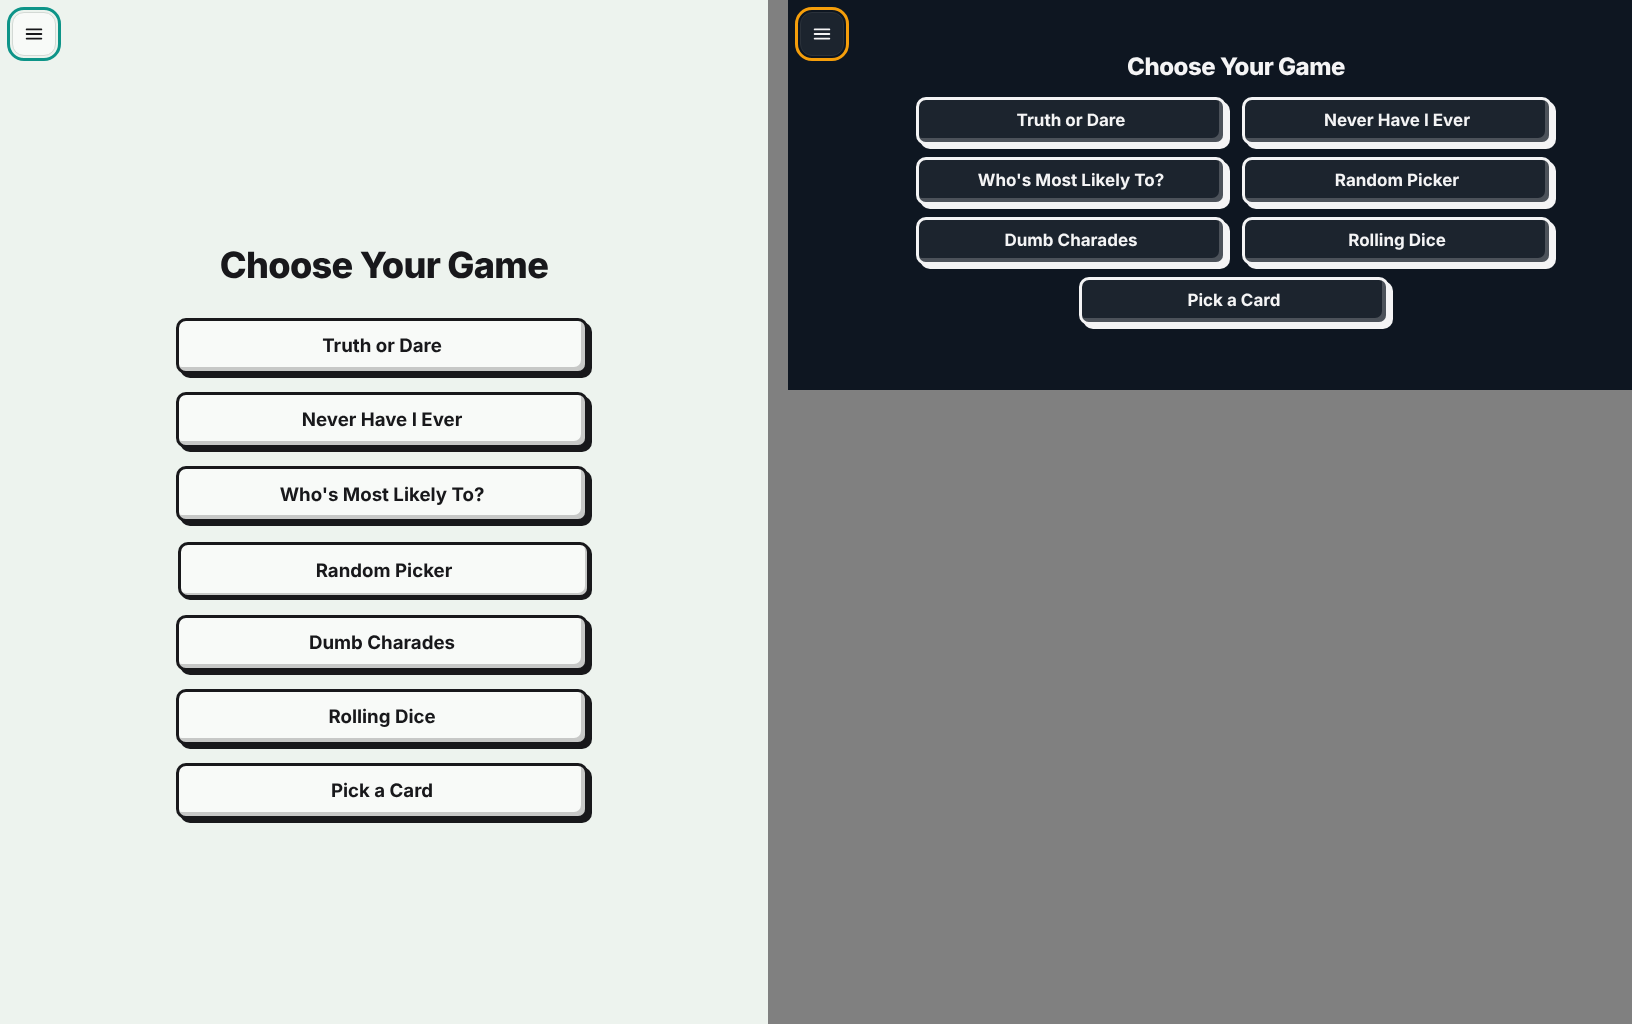 Choose Your Game
Truth or Dare
Never Have I Ever
Who's Most Likely To?
Random Picker
Dumb Charades
Rolling Dice
Pick a Card
Choose Your Game
Truth or Dare
Never Have I Ever
Who's Most Likely To?
Random Picker
Dumb Charades
Rolling Dice
Pick a Card